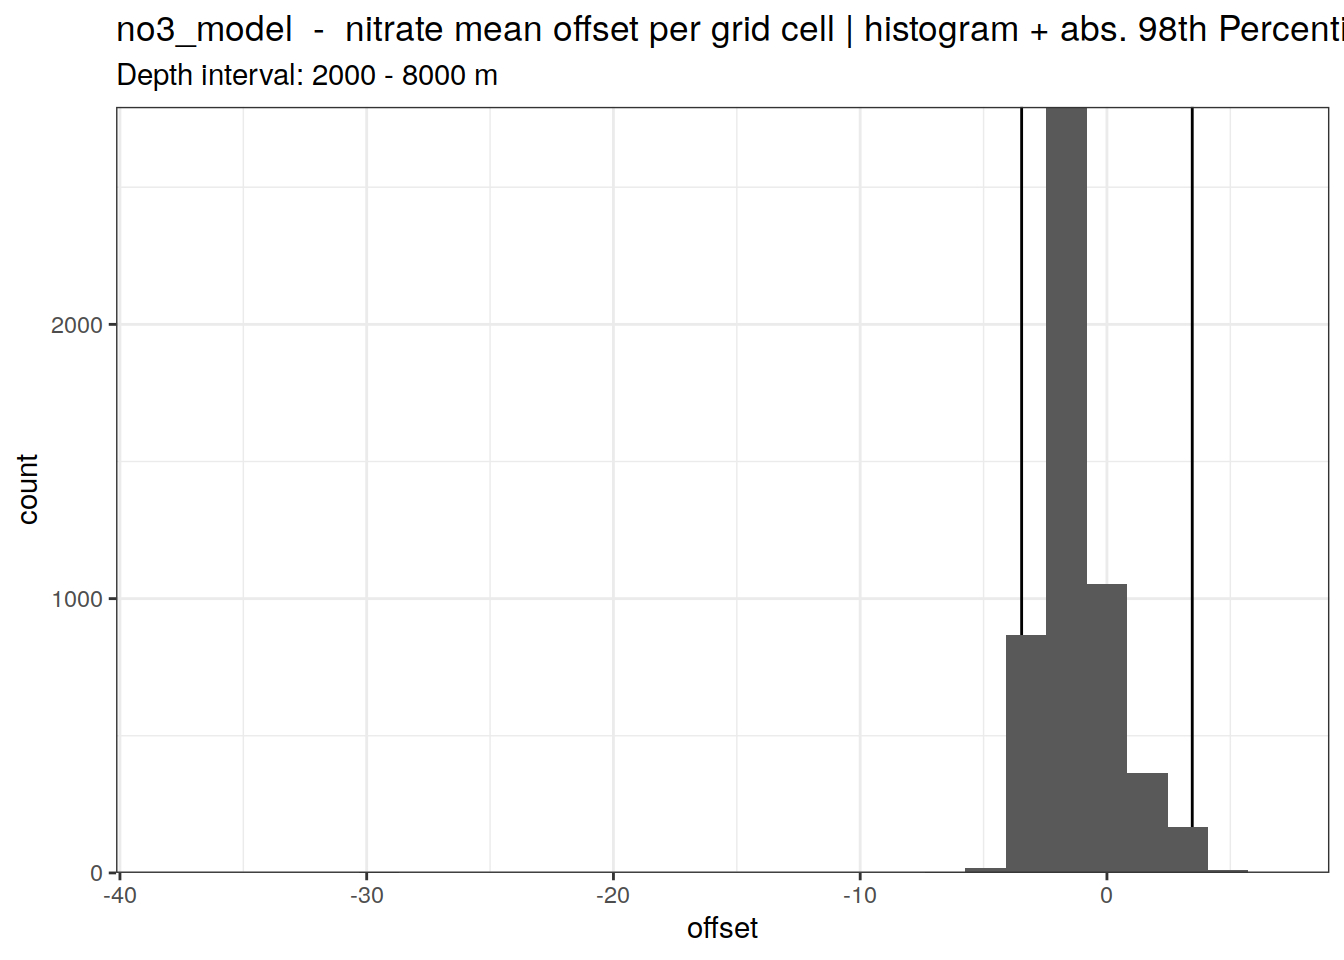 no3_model - nitrate mean offset per grid cell | histogram + abs. 98th
Depth interval: 2000 - 8000 m
count
2000
1000
0
-40 -30 -20 -10 0
offset